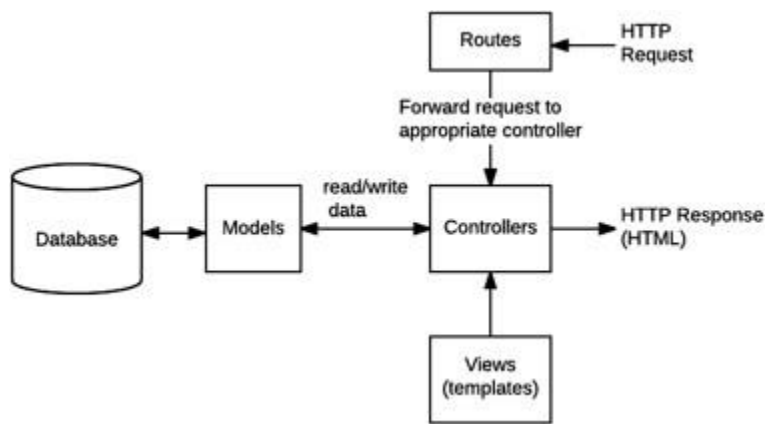 Routes
HTTP
Request
Forward request to
appropriate controller
Database
Models
read/write
data
Controllers
HTTP Response
(HTML)
Views
(templates)